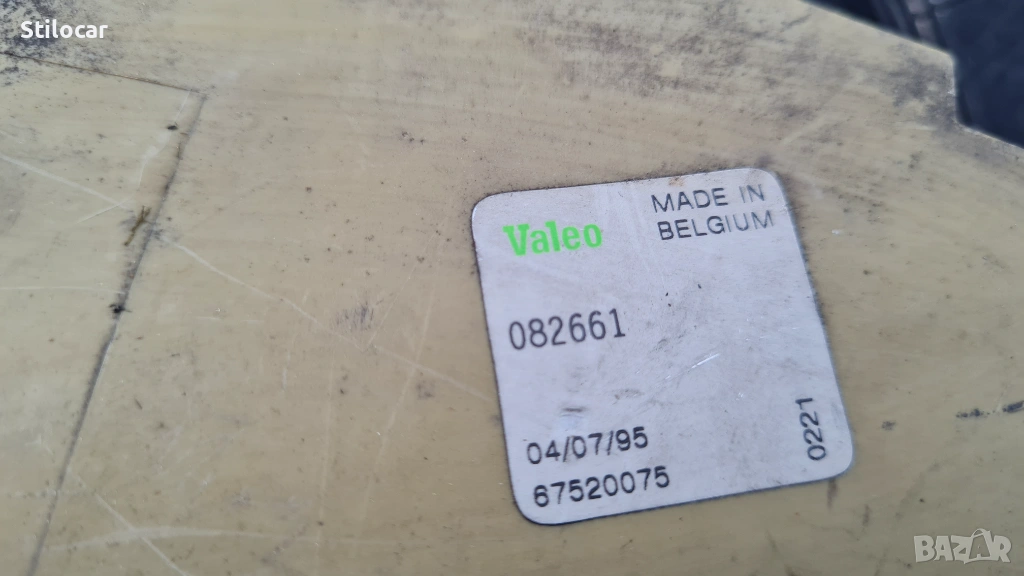 Stilocar
Valeo
MADE IN
BELGIUM
082661
04/07/95
67520075
0221
BAZAR